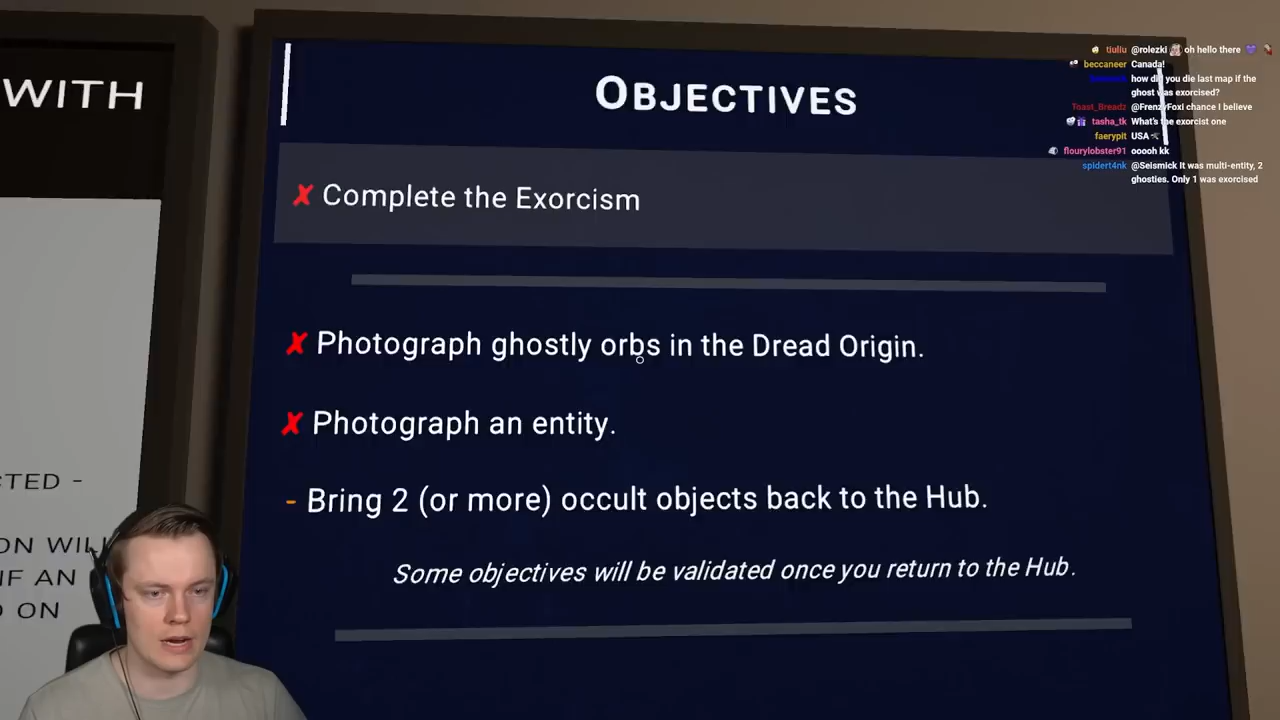 WITH
TED -
ON WILL
IF AN
O ON
OBJECTIVES
✗ Complete the Exorcism
✗ Photograph ghostly orbs in the Dread Origin.
✗ Photograph an entity.
- Bring 2 (or more) occult objects back to the Hub.
Some objectives will be validated once you return to the Hub.
tiuliu @rolezki oh hello there
beccaneer Canada!
how did you die last map if the
ghost was exorcised?
Toast_Breadz @FrenzyFoxi chance I believe
tasha_tk What's the exorcist one
faerypit USA
flourylobster91 ooooh kk
spidert4nk @Seismick It was multi-entity, 2
ghosties. Only 1 was exorcised